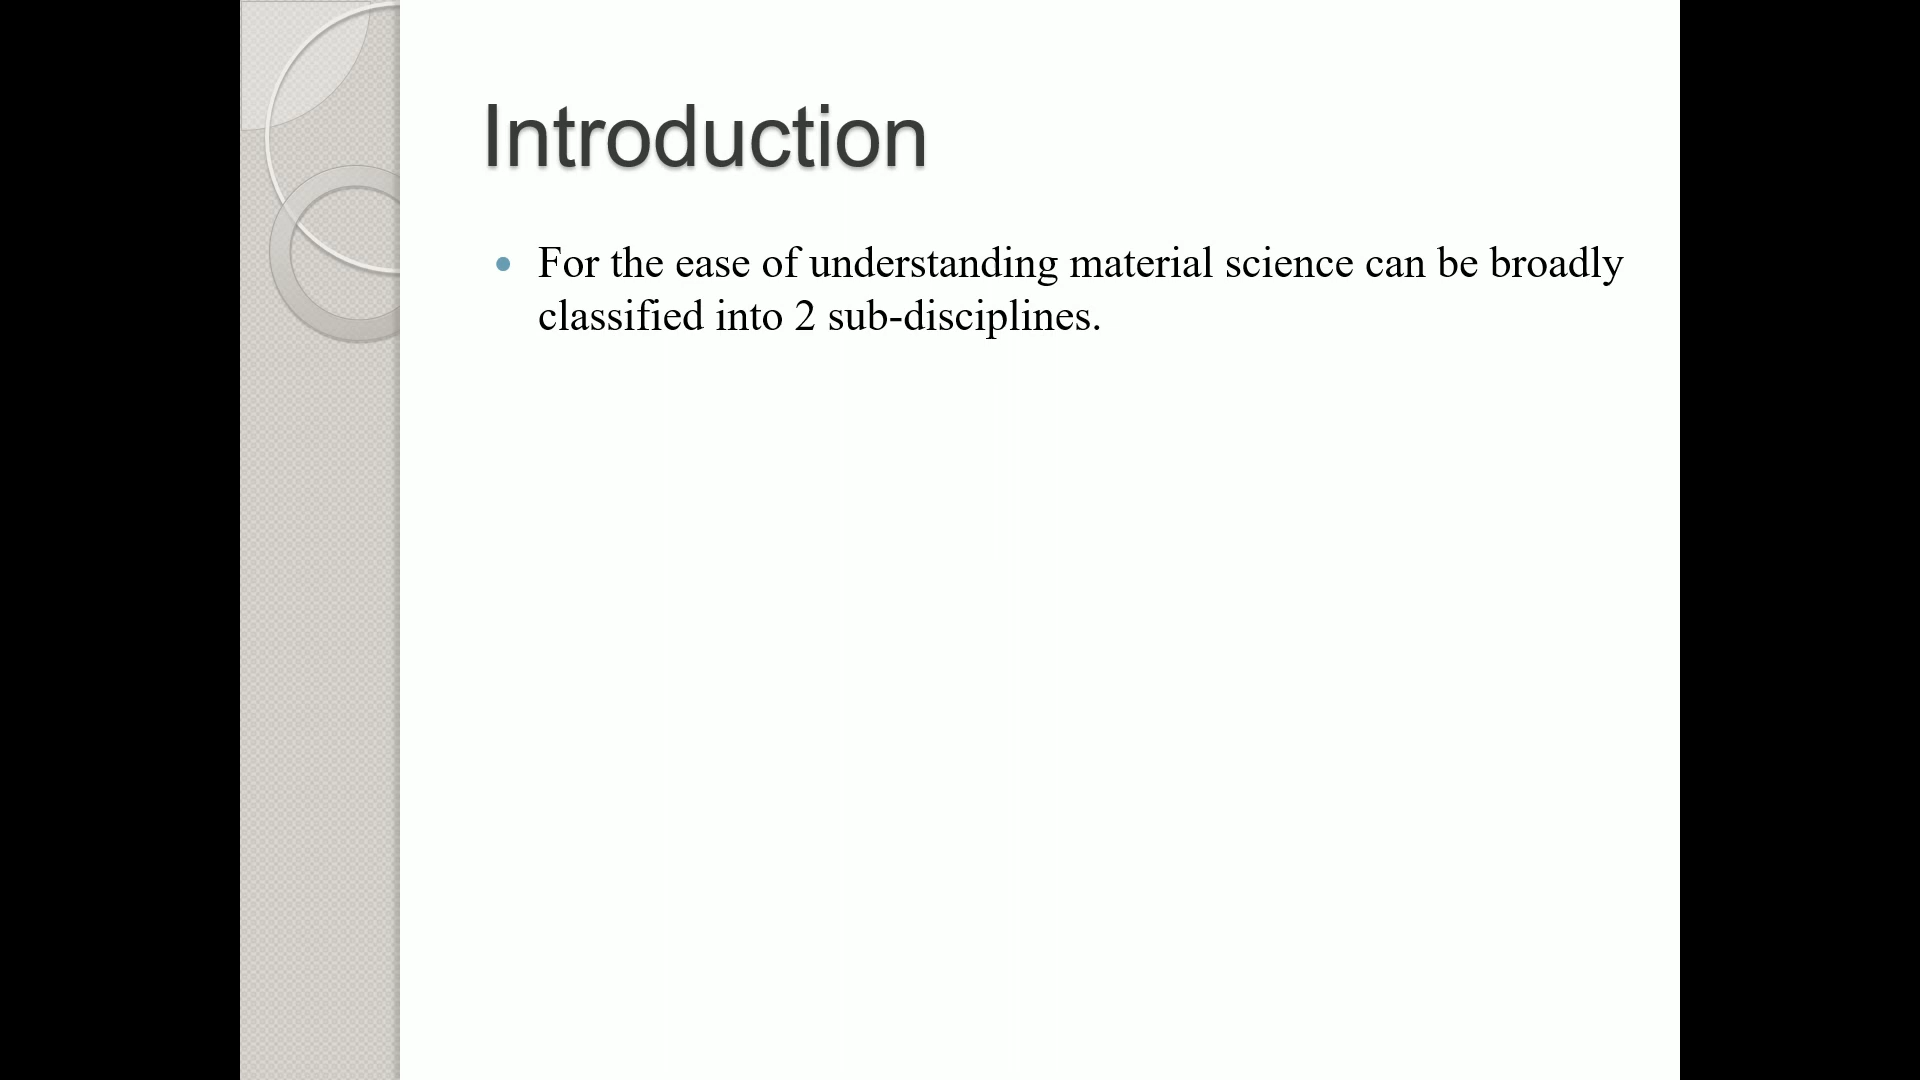 Introduction
• For the ease of understanding material science can be broadly
classified into 2 sub-disciplines.